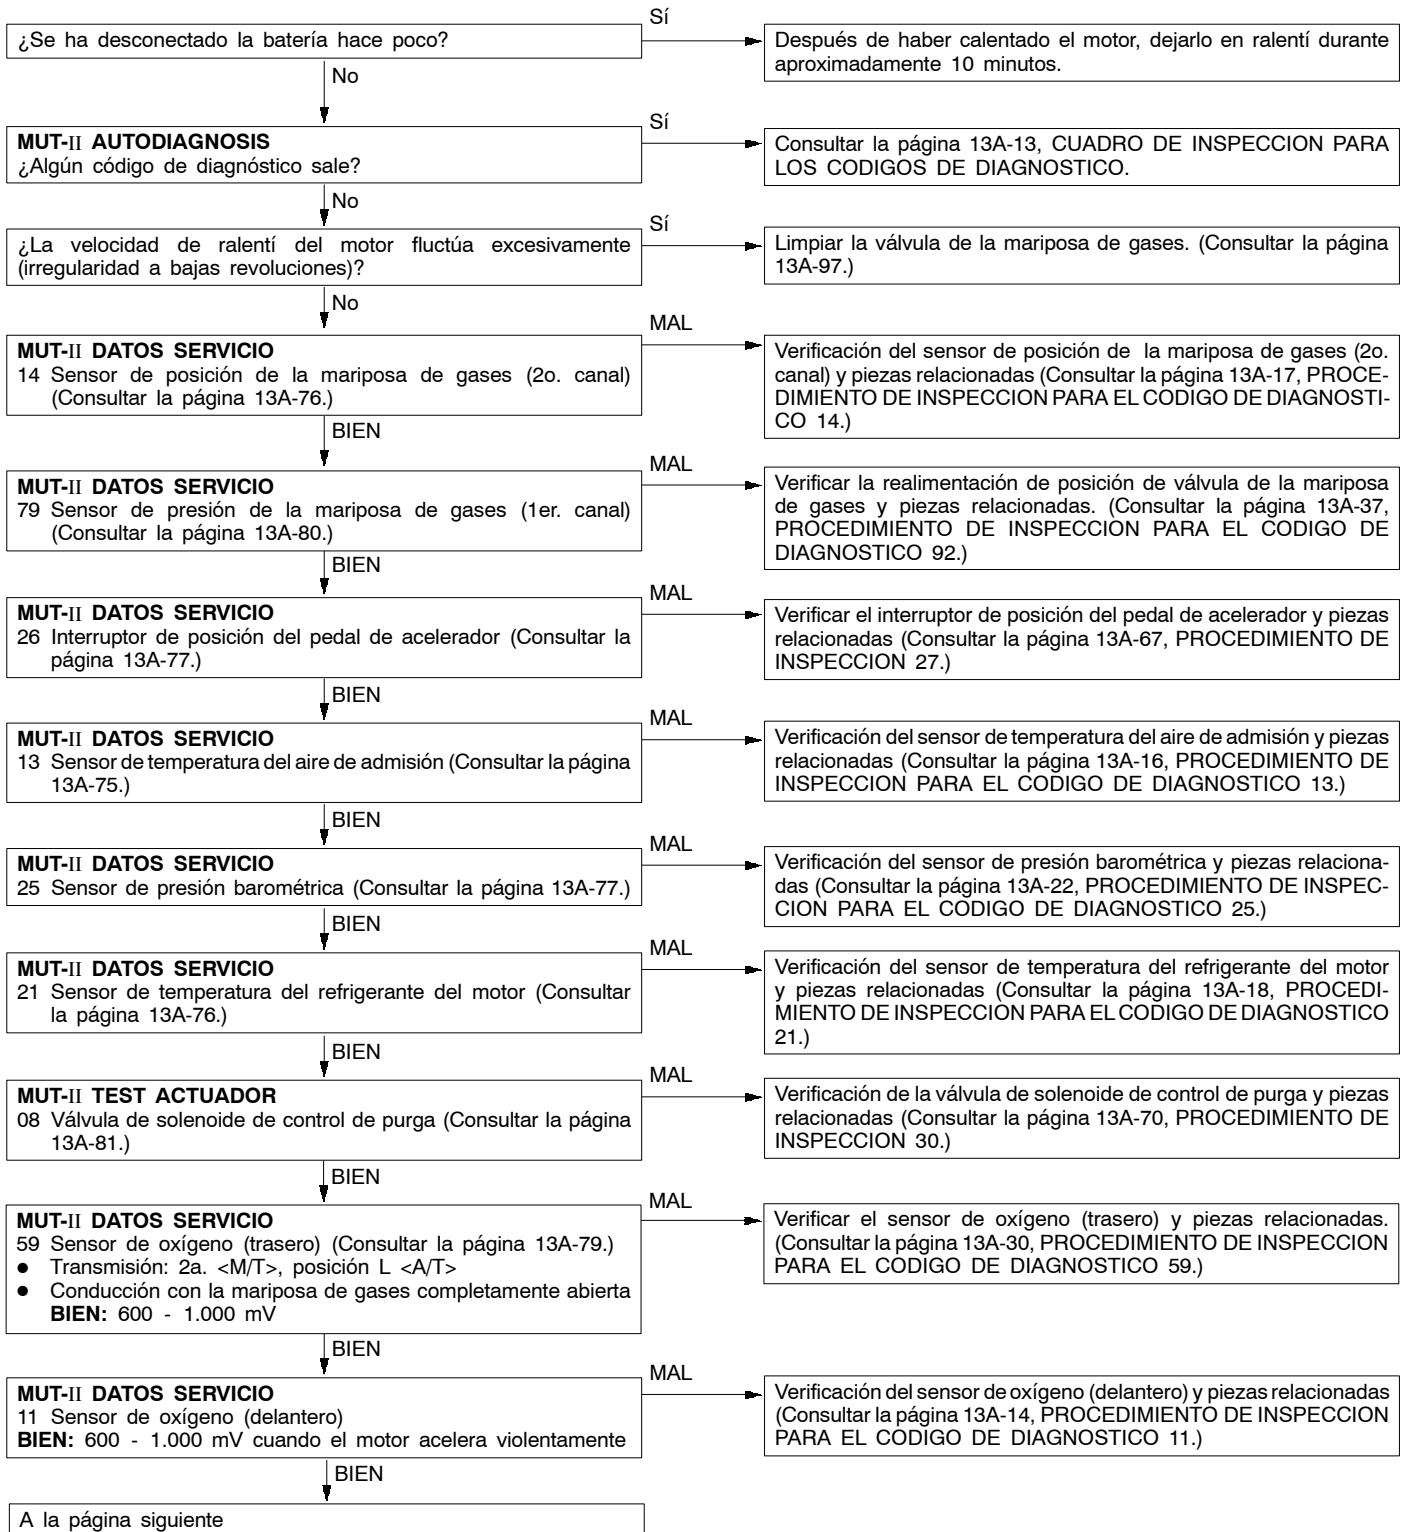 ¿Se ha desconectado la batería hace poco?
Sí
Después de haber calentado el motor, dejarlo en ralentí durante
aproximadamente 10 minutos.
No
MUT-II AUTODIAGNOSIS
¿Algún código de diagnóstico sale?
Sí
Consultar la página 13A-13, CUADRO DE INSPECCION PARA
LOS CODIGOS DE DIAGNOSTICO.
No
¿La velocidad de ralentí del motor fluctúa excesivamente
(irregularidad a bajas revoluciones)?
Sí
Limpiar la válvula de la mariposa de gases. (Consultar la página
13A-97.)
No
MUT-II DATOS SERVICIO
14 Sensor de posición de la mariposa de gases (2o. canal)
(Consultar la página 13A-76.)
MAL
Verificación del sensor de posición de la mariposa de gases (2o.
canal) y piezas relacionadas (Consultar la página 13A-17, PROCE-
DIMIENTO DE INSPECCION PARA EL CODIGO DE DIAGNOSTI-
CO 14.)
BIEN
MUT-II DATOS SERVICIO
79 Sensor de presión de la mariposa de gases (1er. canal)
(Consultar la página 13A-80.)
MAL
Verificar la realimentación de posición de válvula de la mariposa
de gases y piezas relacionadas. (Consultar la página 13A-37,
PROCEDIMIENTO DE INSPECCION PARA EL CODIGO DE
DIAGNOSTICO 92.)
BIEN
MUT-II DATOS SERVICIO
26 Interruptor de posición del pedal de acelerador (Consultar la
página 13A-77.)
MAL
Verificar el interruptor de posición del pedal de acelerador y piezas
relacionadas (Consultar la página 13A-67, PROCEDIMIENTO DE
INSPECCION 27.)
BIEN
MUT-II DATOS SERVICIO
13 Sensor de temperatura del aire de admisión (Consultar la página
13A-75.)
MAL
Verificación del sensor de temperatura del aire de admisión y piezas
relacionadas (Consultar la página 13A-16, PROCEDIMIENTO DE
INSPECCION PARA EL CODIGO DE DIAGNOSTICO 13.)
BIEN
MUT-II DATOS SERVICIO
25 Sensor de presión barométrica (Consultar la página 13A-77.)
MAL
Verificación del sensor de presión barométrica y piezas relaciona-
das (Consultar la página 13A-22, PROCEDIMIENTO DE INSPEC-
CION PARA EL CODIGO DE DIAGNOSTICO 25.)
BIEN
MUT-II DATOS SERVICIO
21 Sensor de temperatura del refrigerante del motor (Consultar
la página 13A-76.)
MAL
Verificación del sensor de temperatura del refrigerante del motor
y piezas relacionadas (Consultar la página 13A-18, PROCEDI-
MIENTO DE INSPECCION PARA EL CODIGO DE DIAGNOSTICO
21.)
BIEN
MUT-II TEST ACTUADOR
08 Válvula de solenoide de control de purga (Consultar la página
13A-81.)
MAL
Verificación de la válvula de solenoide de control de purga y piezas
relacionadas (Consultar la página 13A-70, PROCEDIMIENTO DE
INSPECCION 30.)
BIEN
MUT-II DATOS SERVICIO
59 Sensor de oxígeno (trasero) (Consultar la página 13A-79.)
● Transmisión: 2a. <M/T>, posición L <A/T>
● Conducción con la mariposa de gases completamente abierta
BIEN: 600 - 1.000 mV
MAL
Verificar el sensor de oxígeno (trasero) y piezas relacionadas.
(Consultar la página 13A-30, PROCEDIMIENTO DE INSPECCION
PARA EL CODIGO DE DIAGNOSTICO 59.)
BIEN
MUT-II DATOS SERVICIO
11 Sensor de oxígeno (delantero)
BIEN: 600 - 1.000 mV cuando el motor acelera violentamente
MAL
Verificación del sensor de oxígeno (delantero) y piezas relacionadas
(Consultar la página 13A-14, PROCEDIMIENTO DE INSPECCION
PARA EL CODIGO DE DIAGNOSTICO 11.)
BIEN
A la página siguiente